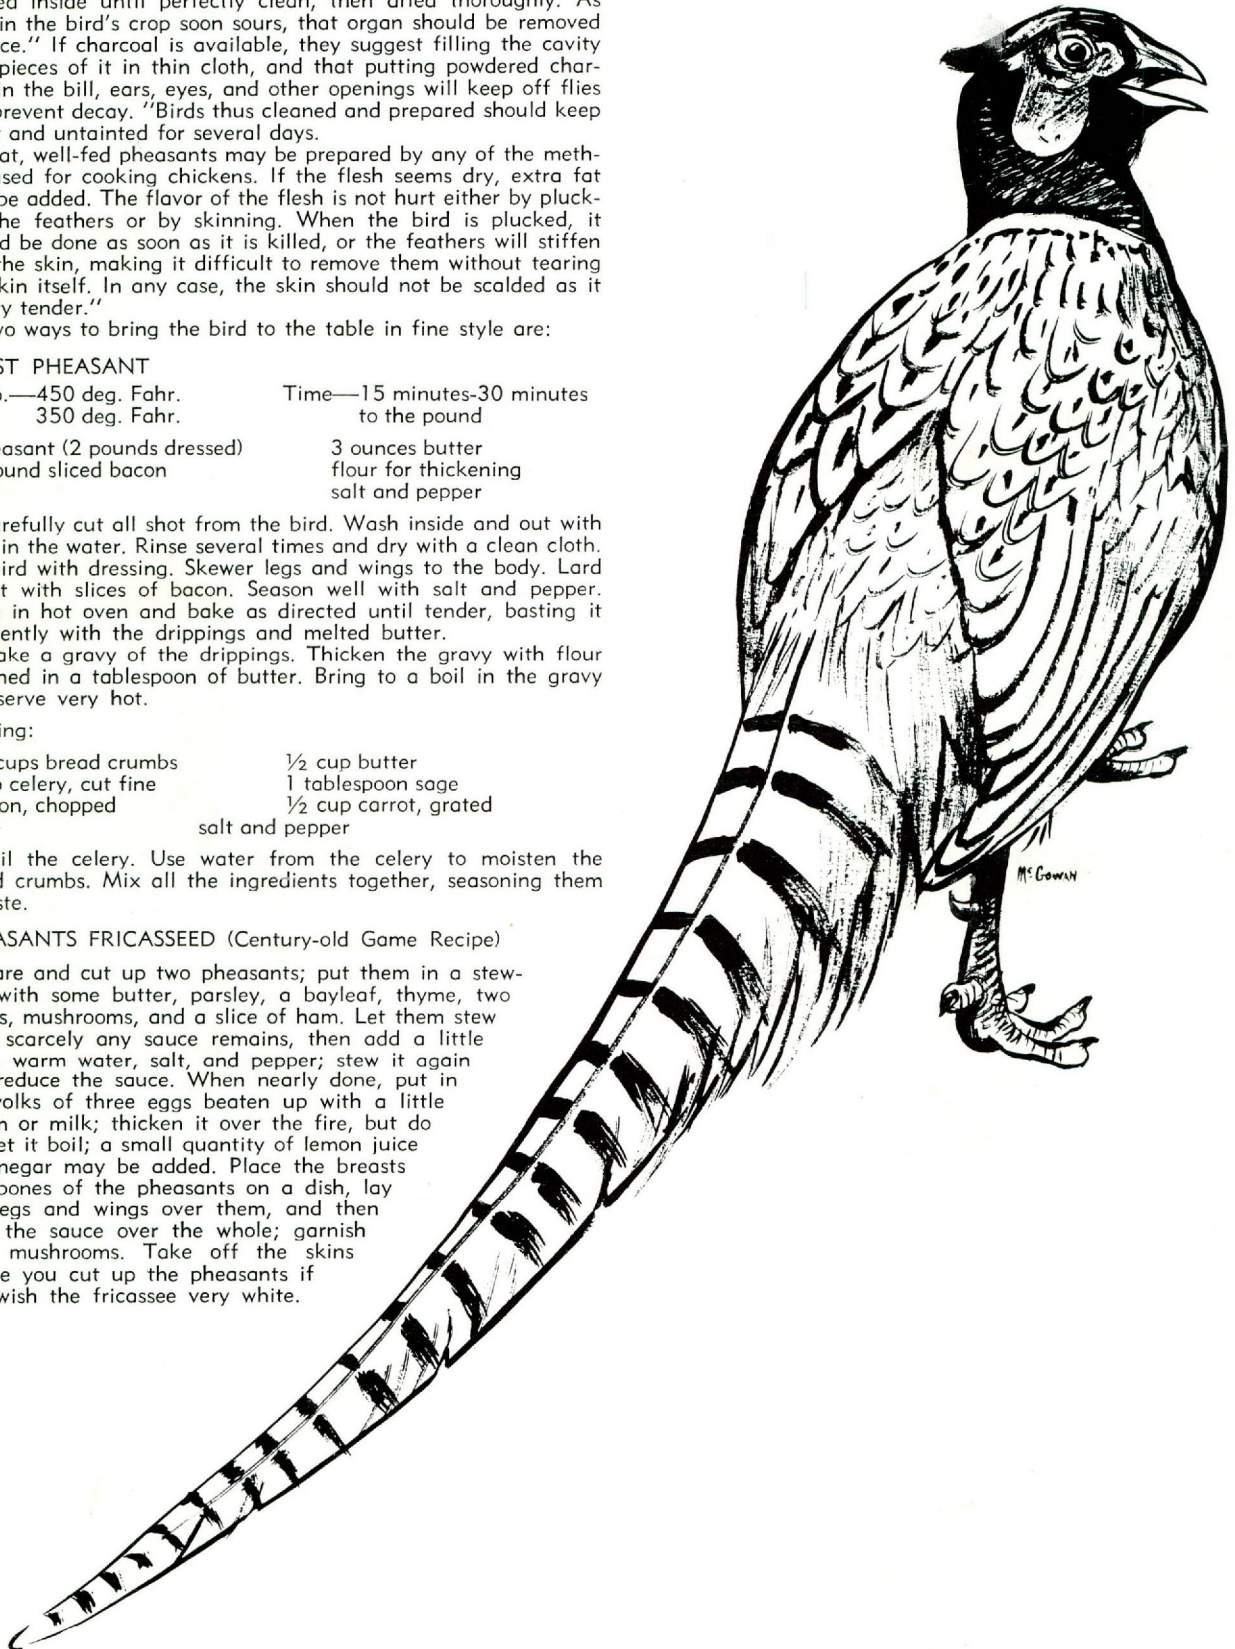 ed inside until perfectly clean, then dried thoroughly. As
in the bird's crop soon sours, that organ should be removed
ce." If charcoal is available, they suggest filling the cavity
pieces of it in thin cloth, and that putting powdered char-
in the bill, ears, eyes, and other openings will keep off flies
prevent decay. "Birds thus cleaned and prepared should keep
and untainted for several days.
at, well-fed pheasants may be prepared by any of the meth-
sed for cooking chickens. If the flesh seems dry, extra fat
be added. The flavor of the flesh is not hurt either by pluck-
he feathers or by skinning. When the bird is plucked, it
d be done as soon as it is killed, or the feathers will stiffen
he skin, making it difficult to remove them without tearing
kin itself. In any case, the skin should not be scalded as it
y tender."
vo ways to bring the bird to the table in fine style are:
ST PHEASANT
.—450 deg. Fahr. Time—15 minutes-30 minutes
350 deg. Fahr. to the pound
easant (2 pounds dressed) 3 ounces butter
ound sliced bacon flour for thickening
salt and pepper
refully cut all shot from the bird. Wash inside and out with
in the water. Rinse several times and dry with a clean cloth.
ird with dressing. Skewer legs and wings to the body. Lard
t with slices of bacon. Season well with salt and pepper.
in hot oven and bake as directed until tender, basting it
ently with the drippings and melted butter.
ake a gravy of the drippings. Thicken the gravy with flour
ned in a tablespoon of butter. Bring to a boil in the gravy
serve very hot.
ing:
cups bread crumbs ½ cup butter
celery, cut fine 1 tablespoon sage
on, chopped ½ cup carrot, grated
salt and pepper
il the celery. Use water from the celery to moisten the
d crumbs. Mix all the ingredients together, seasoning them
ste.
ASANTS FRICASSEED (Century-old Game Recipe)
are and cut up two pheasants; put them in a stew-
with some butter, parsley, a bayleaf, thyme, two
s, mushrooms, and a slice of ham. Let them stew
scarcely any sauce remains, then add a little
warm water, salt, and pepper; stew it again
reduce the sauce. When nearly done, put in
yolks of three eggs beaten up with a little
n or milk; thicken it over the fire, but do
et it boil; a small quantity of lemon juice
negar may be added. Place the breasts
bones of the pheasants on a dish, lay
egs and wings over them, and then
the sauce over the whole; garnish
mushrooms. Take off the skins
e you cut up the pheasants if
wish the fricassee very white.
McGowan